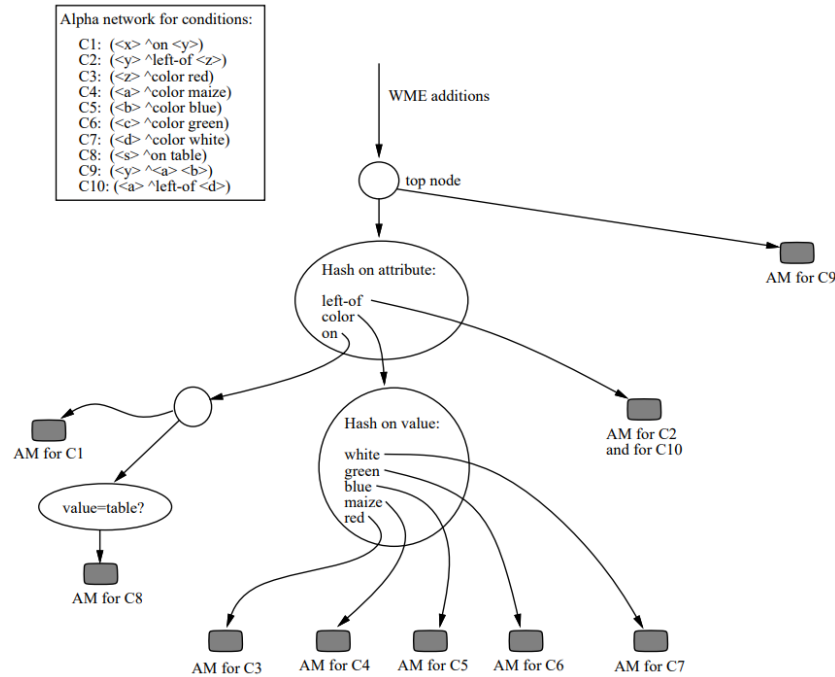 Alpha network for conditions:
C1: (<x> ^on <y>)
C2: (<y> ^left-of <z>)
C3: (<z> ^color red)
C4: (<a> ^color maize)
C5: (<b> ^color blue)
C6: (<c> ^color green)
C7: (<d> ^color white)
C8: (<s> ^on table)
C9: (<y> ^<a> <b>)
C10: (<a> ^left-of <d>)
WME additions
top node
AM for C9
Hash on attribute:
left-of
color
on
AM for C1
AM for C2
and for C10
Hash on value:
white
green
blue
maize
red
value=table?
AM for C8
AM for C3
AM for C4
AM for C5
AM for C6
AM for C7